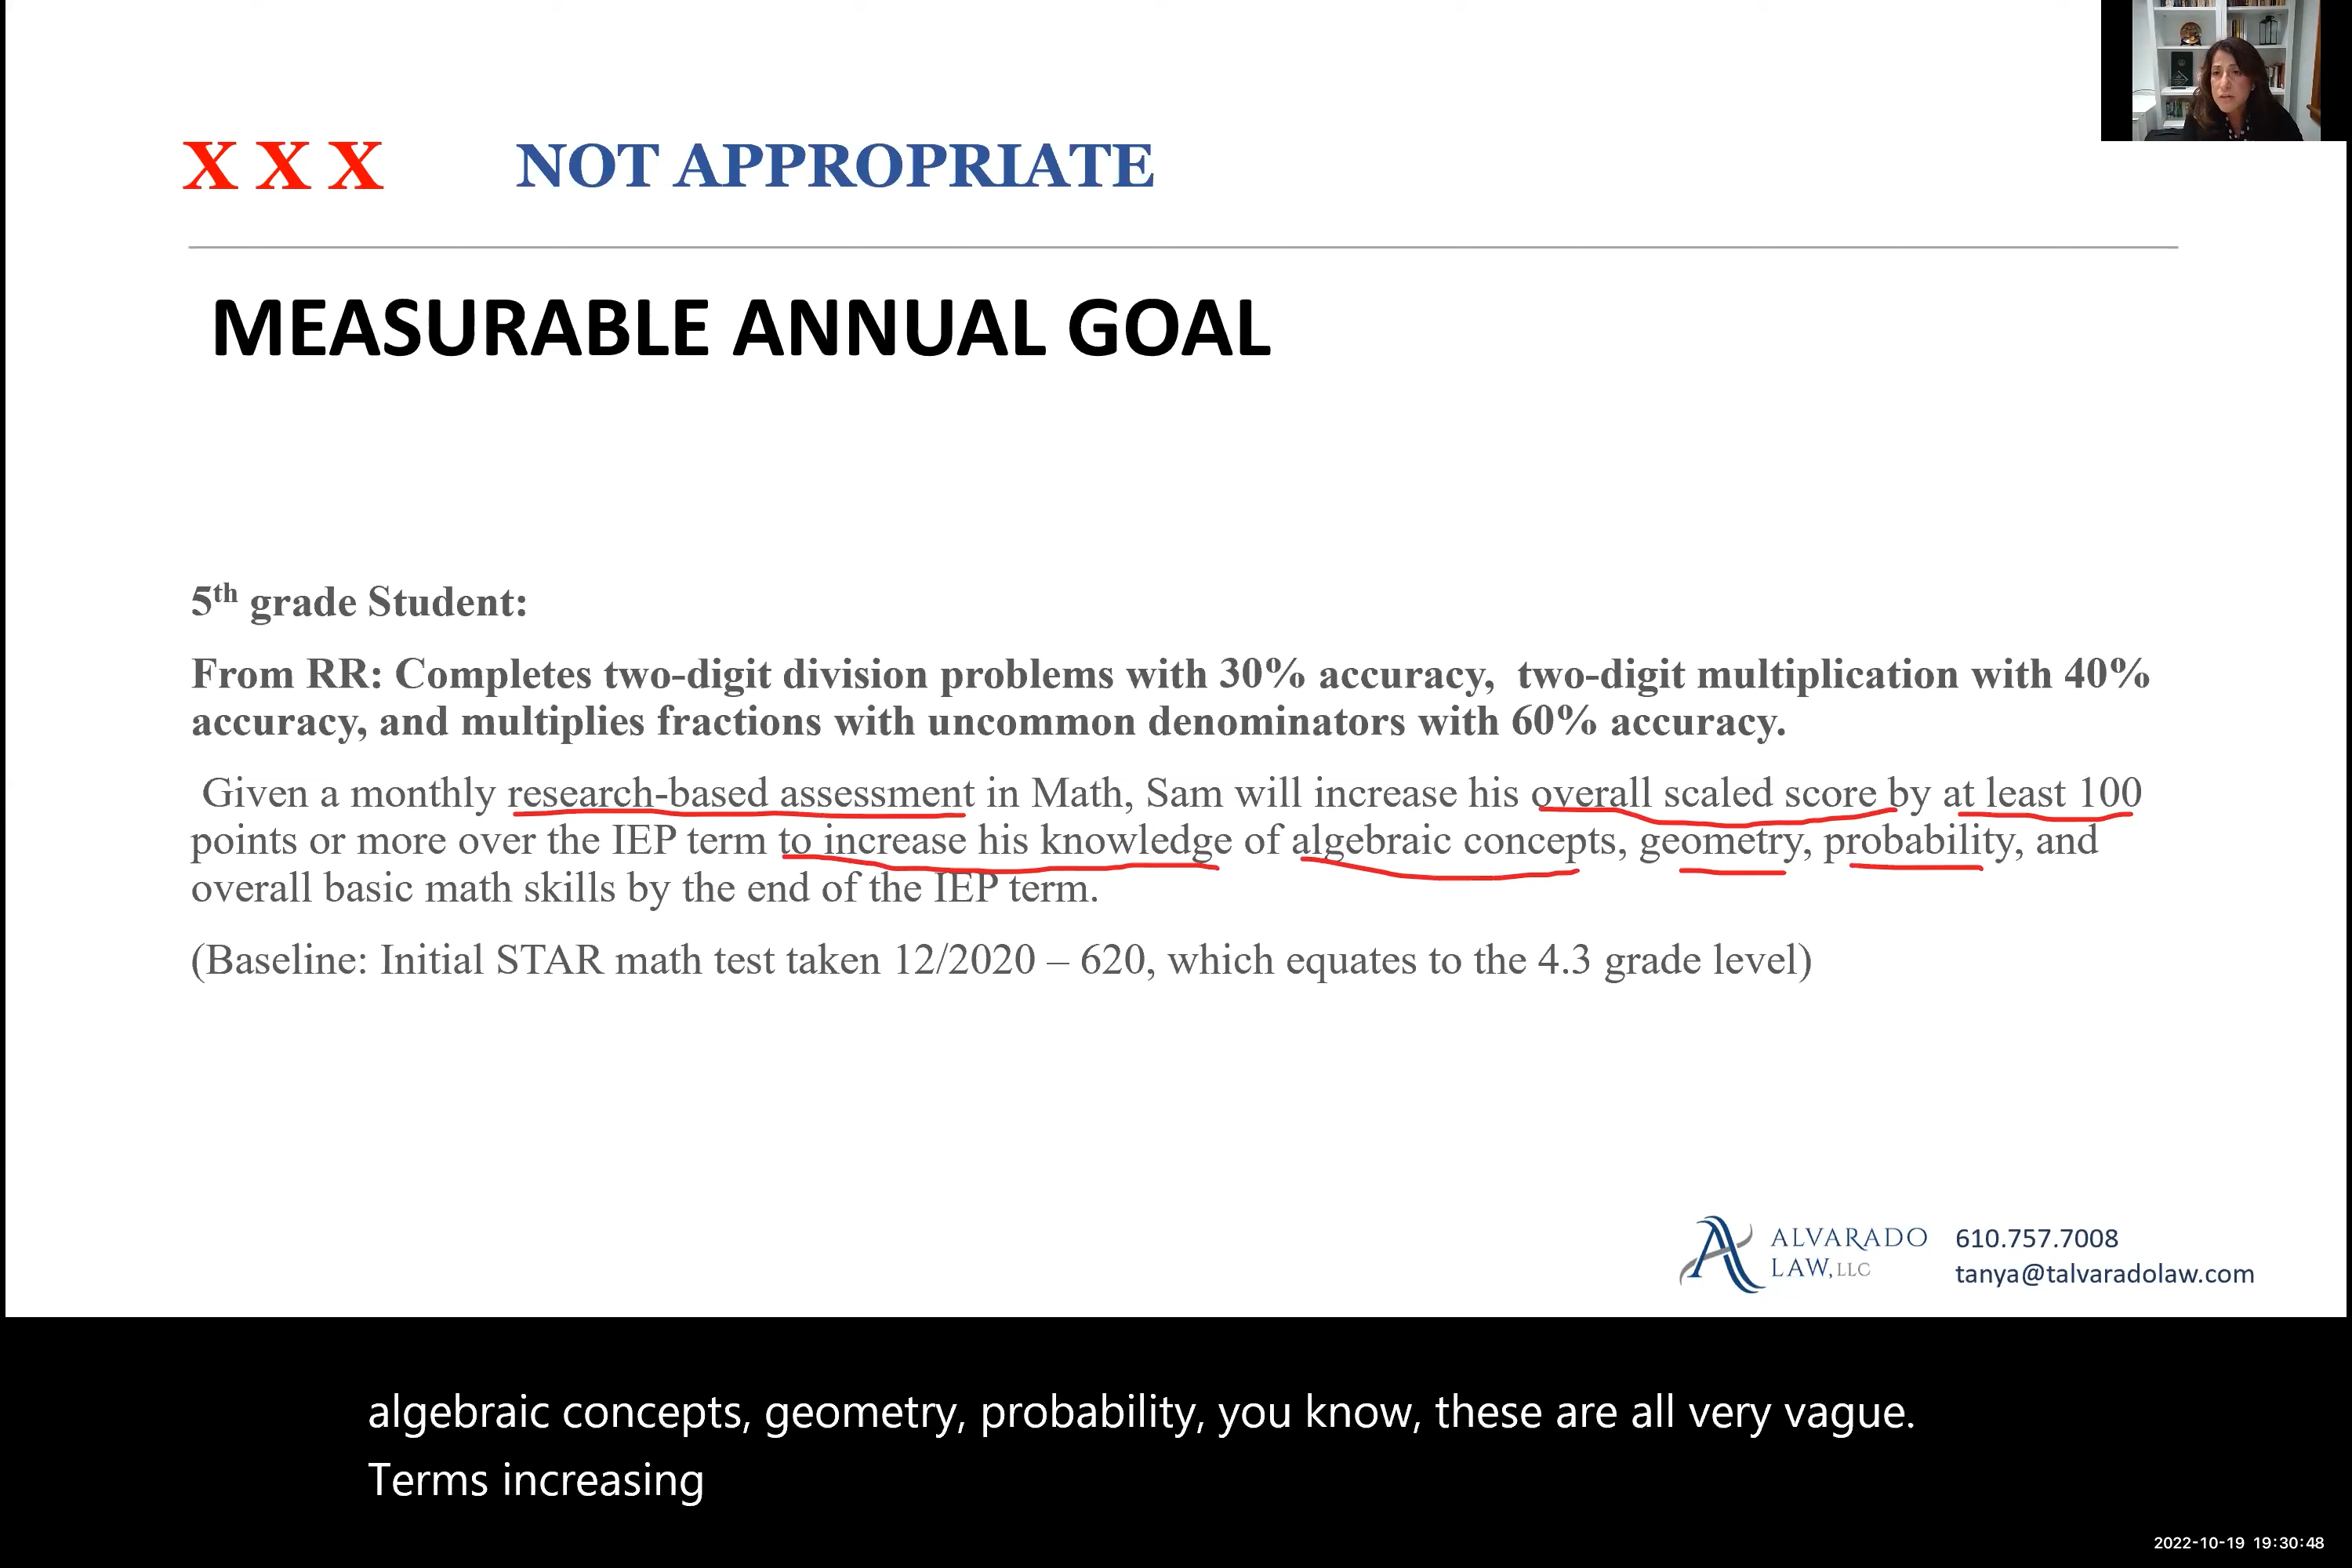 X X X NOT APPROPRIATE
MEASURABLE ANNUAL GOAL
5th grade Student:
From RR: Completes two-digit division problems with 30% accuracy,  two-digit multiplication with 40%
accuracy, and multiplies fractions with uncommon denominators with 60% accuracy.
Given a monthly research-based assessment in Math, Sam will increase his overall scaled score by at least 100
points or more over the IEP term to increase his knowledge of algebraic concepts, geometry, probability, and
overall basic math skills by the end of the IEP term.
(Baseline: Initial STAR math test taken 12/2020 – 620, which equates to the 4.3 grade level)
ALVARADO
LAW, LLC
610.757.7008
tanya@talvaradolaw.com
algebraic concepts, geometry, probability, you know, these are all very vague.
Terms increasing
2022-10-19 19:30:48